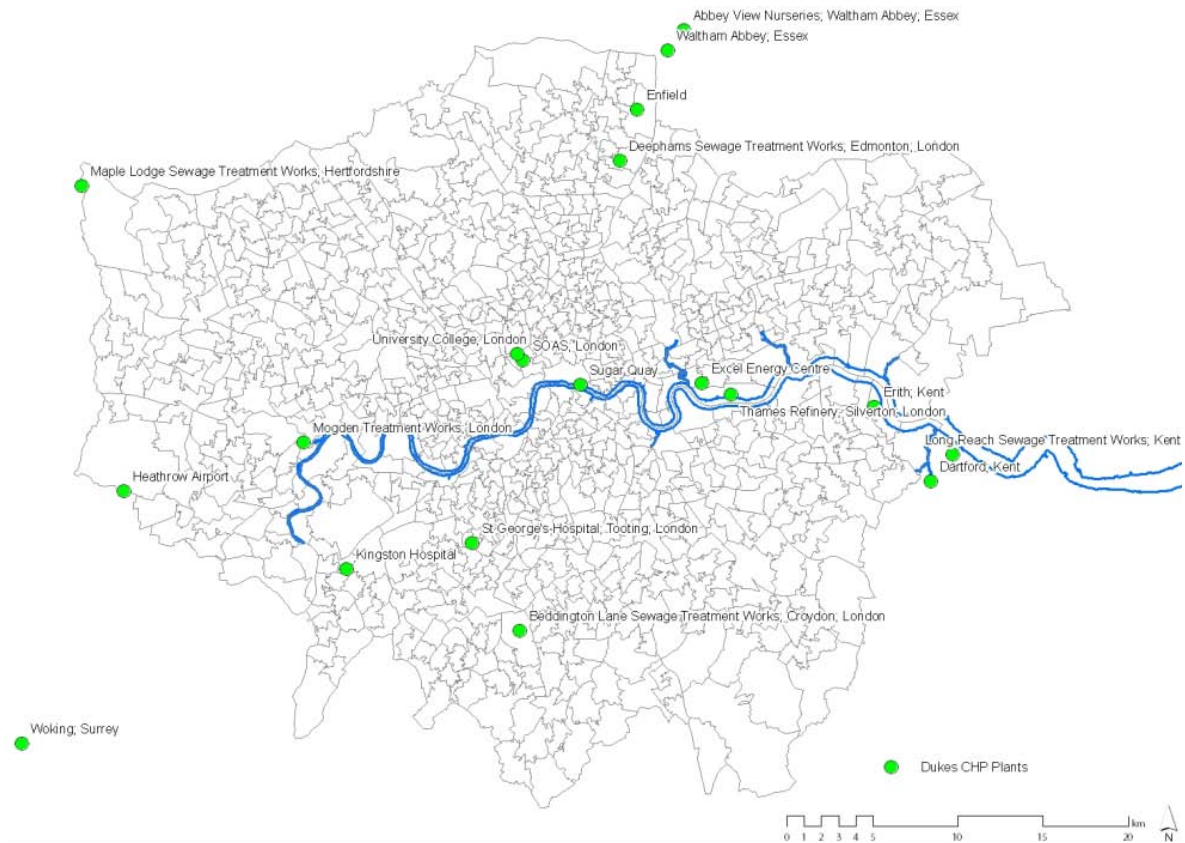 Abbey View Nurseries; Waltham Abbey; Essex
Waltham Abbey; Essex
Enfield
Deephams Sewage Treatment Works; Edmonton; London
Maple Lodge Sewage Treatment Works; Hertfordshire
University College; London
SOAS; London
Sugar Quay
Excel Energy Centre
Erith; Kent
Thames Refinery; Silverton; London
Mogden Treatment Works; London
Long Reach Sewage Treatment Works; Kent
Dartford; Kent
Heathrow Airport
St George's Hospital; Tooting; London
Kingston Hospital
Beddington Lane Sewage Treatment Works; Croydon; London
Woking; Surrey
Dukes CHP Plants
km
0 1 2 3 4 5 10 15 20
N